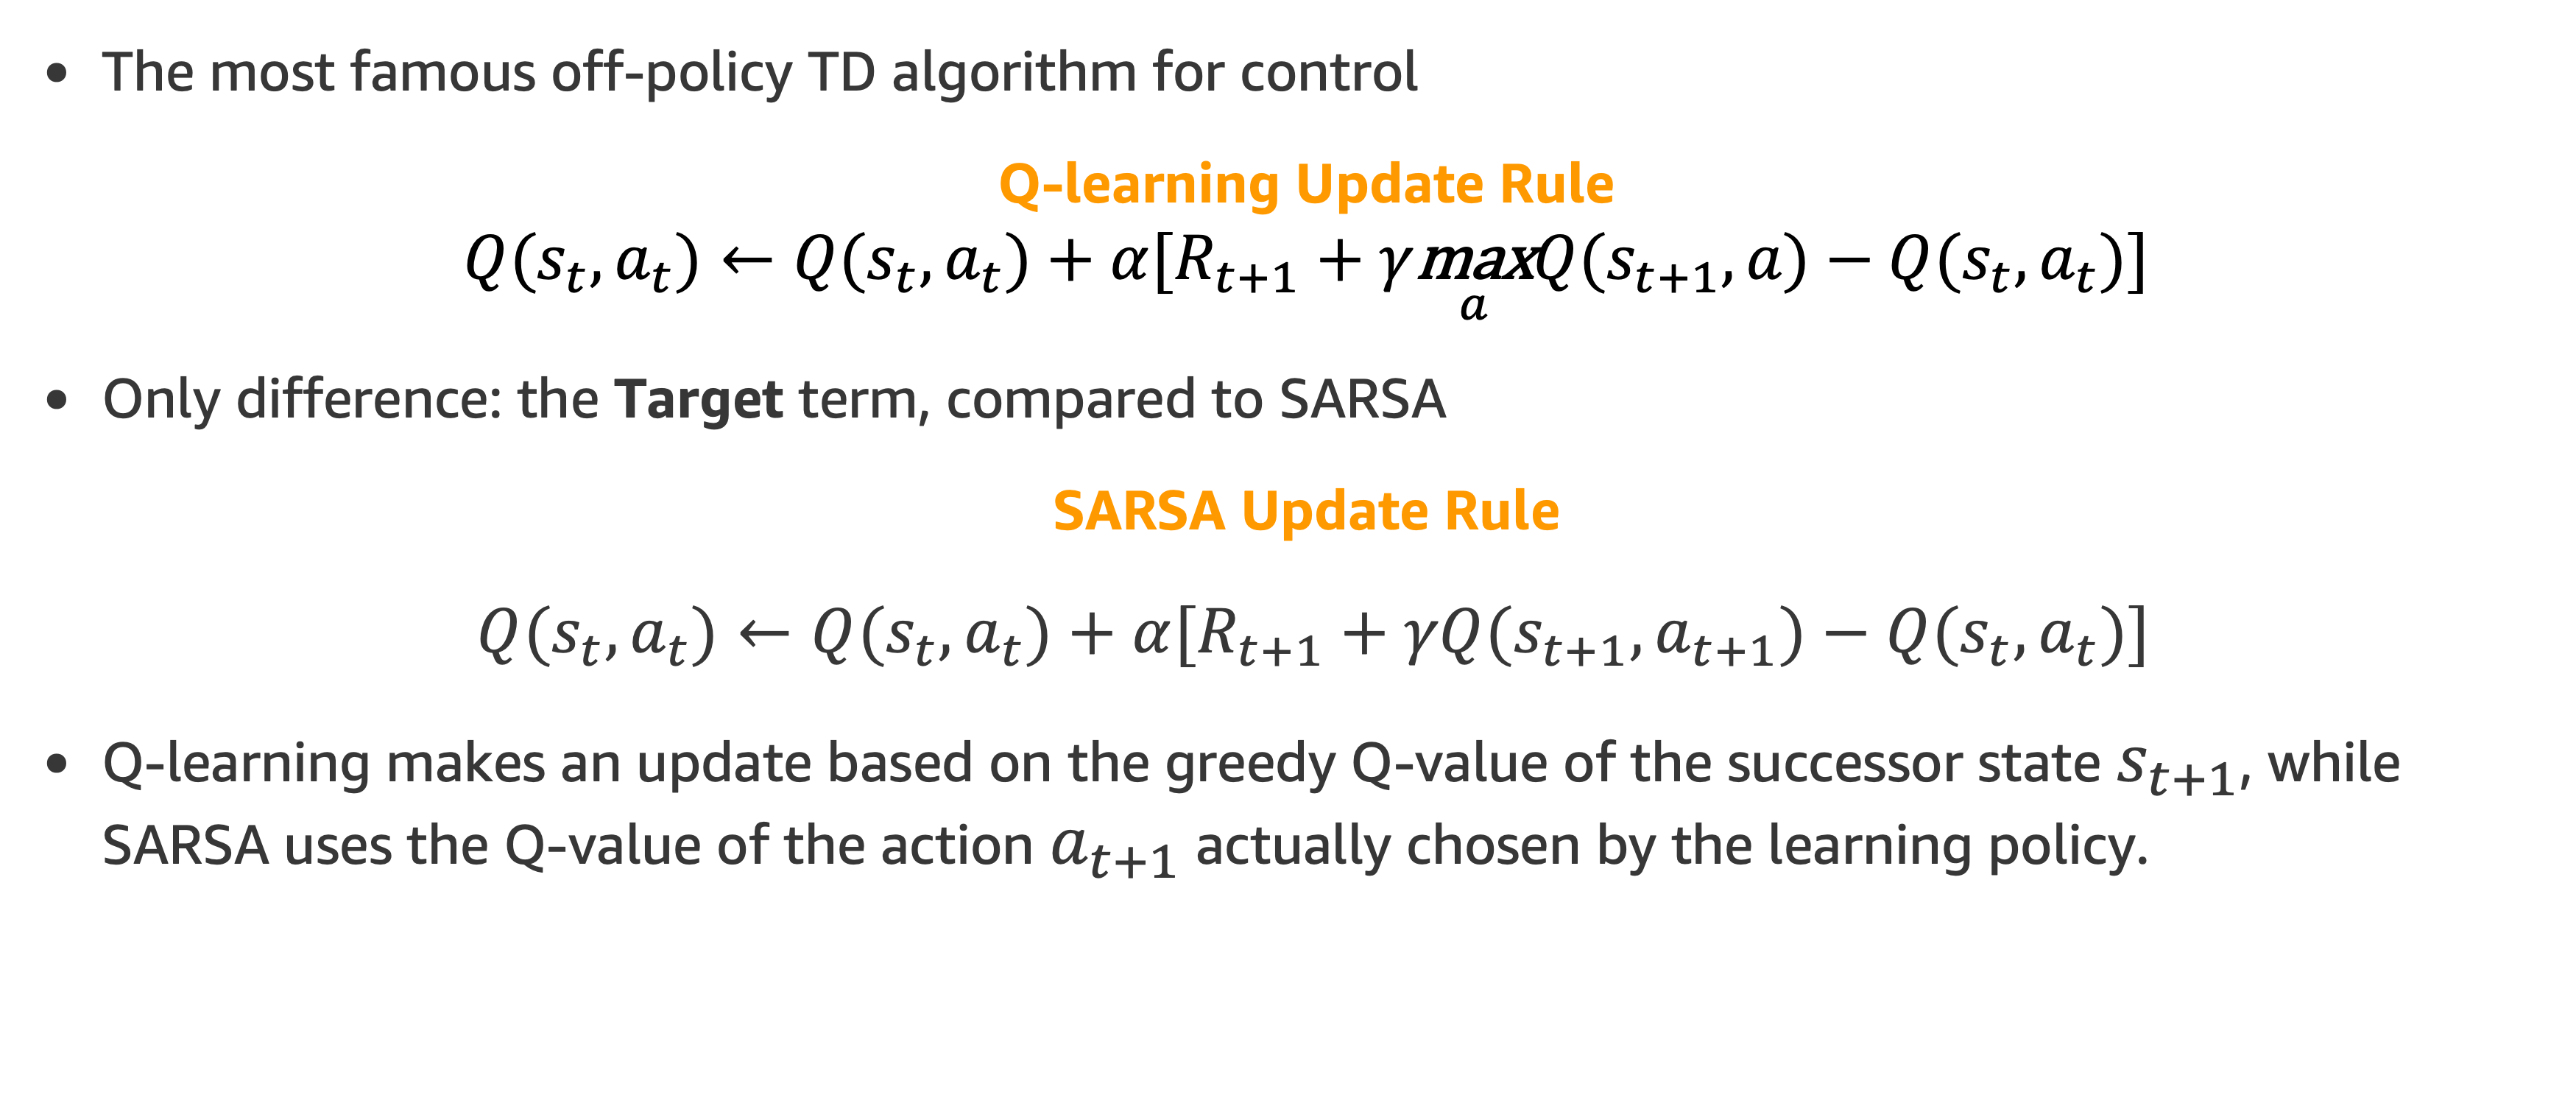 • The most famous off-policy TD algorithm for control
Q-learning Update Rule
Q(s_t, a_t) ← Q(s_t, a_t) + α[R_{t+1} + γ max_a Q(s_{t+1}, a) − Q(s_t, a_t)]
• Only difference: the Target term, compared to SARSA
SARSA Update Rule
Q(s_t, a_t) ← Q(s_t, a_t) + α[R_{t+1} + γQ(s_{t+1}, a_{t+1}) − Q(s_t, a_t)]
• Q-learning makes an update based on the greedy Q-value of the successor state s_{t+1}, while
SARSA uses the Q-value of the action a_{t+1} actually chosen by the learning policy.